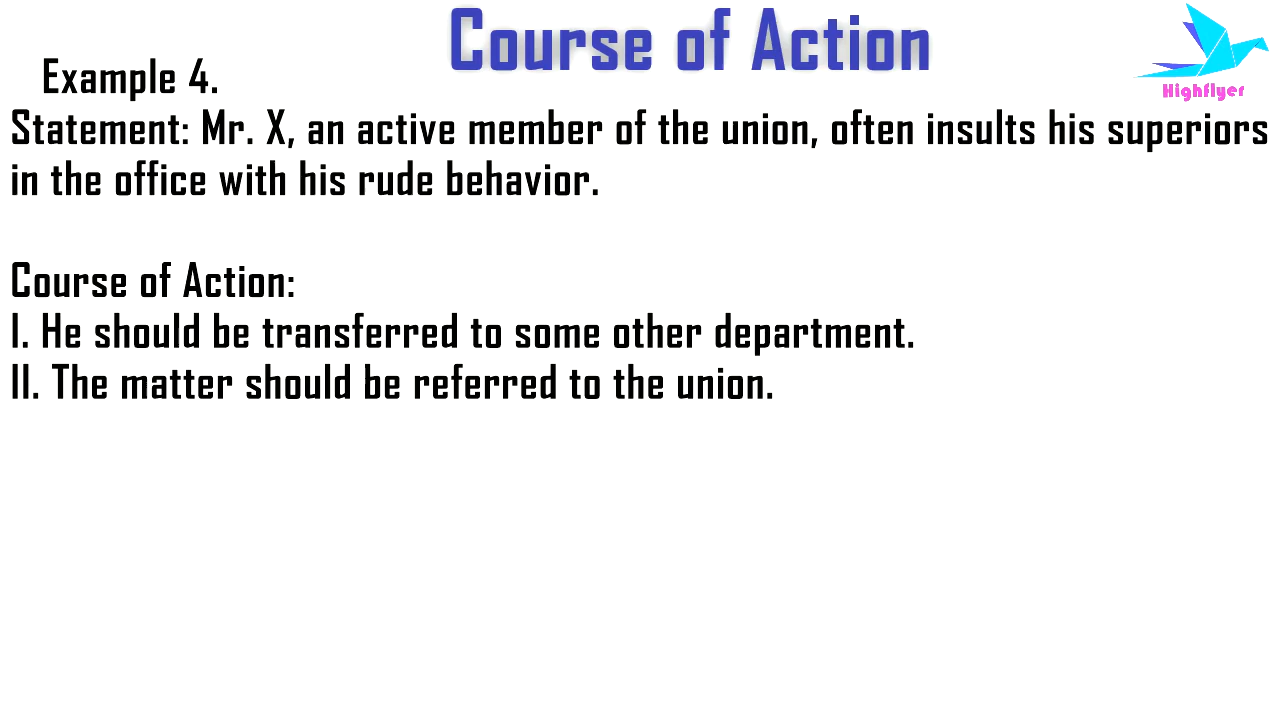 Course of Action
Highflyer
Example 4.
Statement: Mr. X, an active member of the union, often insults his superiors
in the office with his rude behavior.
Course of Action:
I. He should be transferred to some other department.
II. The matter should be referred to the union.